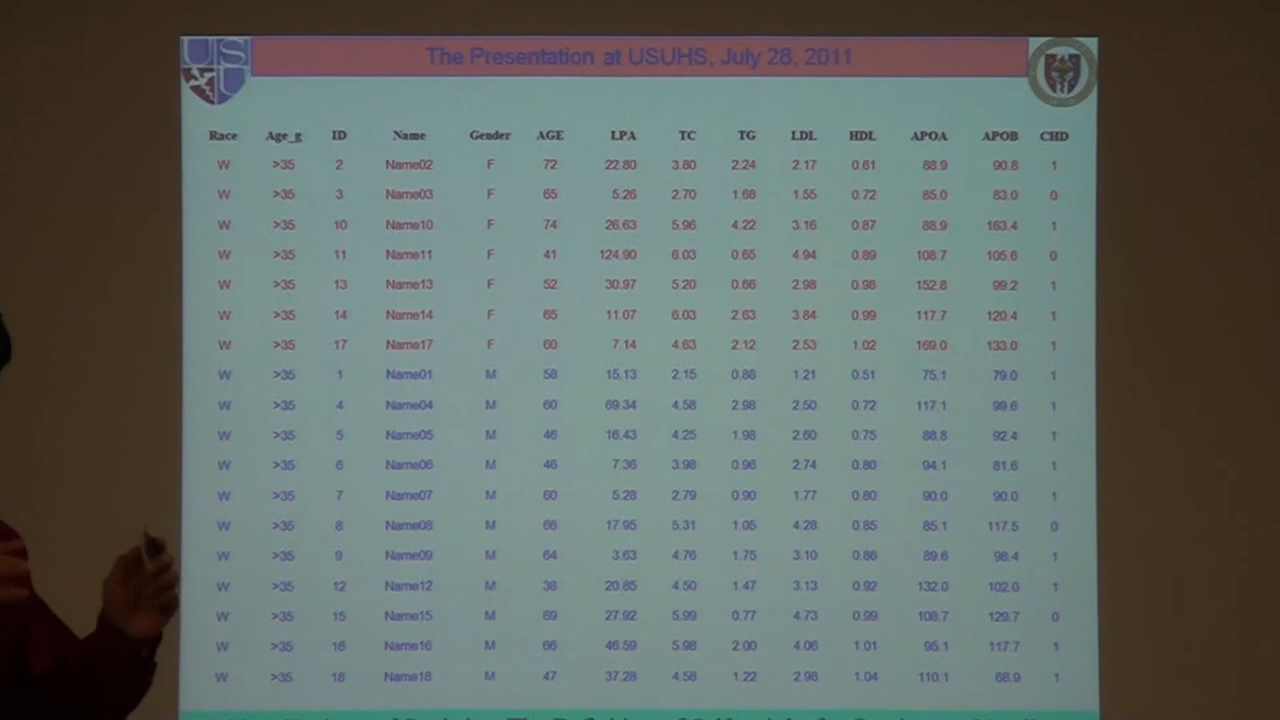 The Presentation at USUHS, July 28, 2011
Race Age_g ID Name Gender AGE LPA TC TG LDL HDL APOA APOB CHD
W >35 2 Name02 F 72 22.80 3.80 2.24 2.17 0.61 88.9 90.8 1
W >35 3 Name03 F 65 5.26 2.70 1.68 1.55 0.72 85.0 83.0 0
W >35 10 Name10 F 74 26.63 5.96 4.22 3.16 0.87 88.9 163.4 1
W >35 11 Name11 F 41 124.90 6.03 0.65 4.94 0.89 108.7 105.6 0
W >35 13 Name13 F 52 30.97 5.20 0.66 2.98 0.98 152.8 99.2 1
W >35 14 Name14 F 65 11.07 6.03 2.63 3.84 0.99 117.7 120.4 1
W >35 17 Name17 F 60 7.14 4.63 2.12 2.53 1.02 169.0 133.0 1
W >35 1 Name01 M 58 15.13 2.15 0.88 1.21 0.51 75.1 79.0 1
W >35 4 Name04 M 60 69.34 4.58 2.98 2.50 0.72 117.1 99.6 1
W >35 5 Name05 M 46 16.43 4.25 1.98 2.60 0.75 88.8 92.4 1
W >35 6 Name06 M 46 7.36 3.98 0.96 2.74 0.80 94.1 81.6 1
W >35 7 Name07 M 60 5.28 2.79 0.90 1.77 0.80 90.0 90.0 1
W >35 8 Name08 M 66 17.95 5.31 1.05 4.28 0.85 85.1 117.5 0
W >35 9 Name09 M 64 3.63 4.76 1.75 3.10 0.86 89.6 98.4 1
W >35 12 Name12 M 38 20.85 4.50 1.47 3.13 0.92 132.0 102.0 1
W >35 15 Name15 M 69 27.92 5.99 0.77 4.73 0.99 108.7 129.7 0
W >35 16 Name16 M 66 46.59 5.98 2.00 4.06 1.01 95.1 117.7 1
W >35 18 Name18 M 47 37.28 4.58 1.22 2.98 1.04 110.1 68.9 1